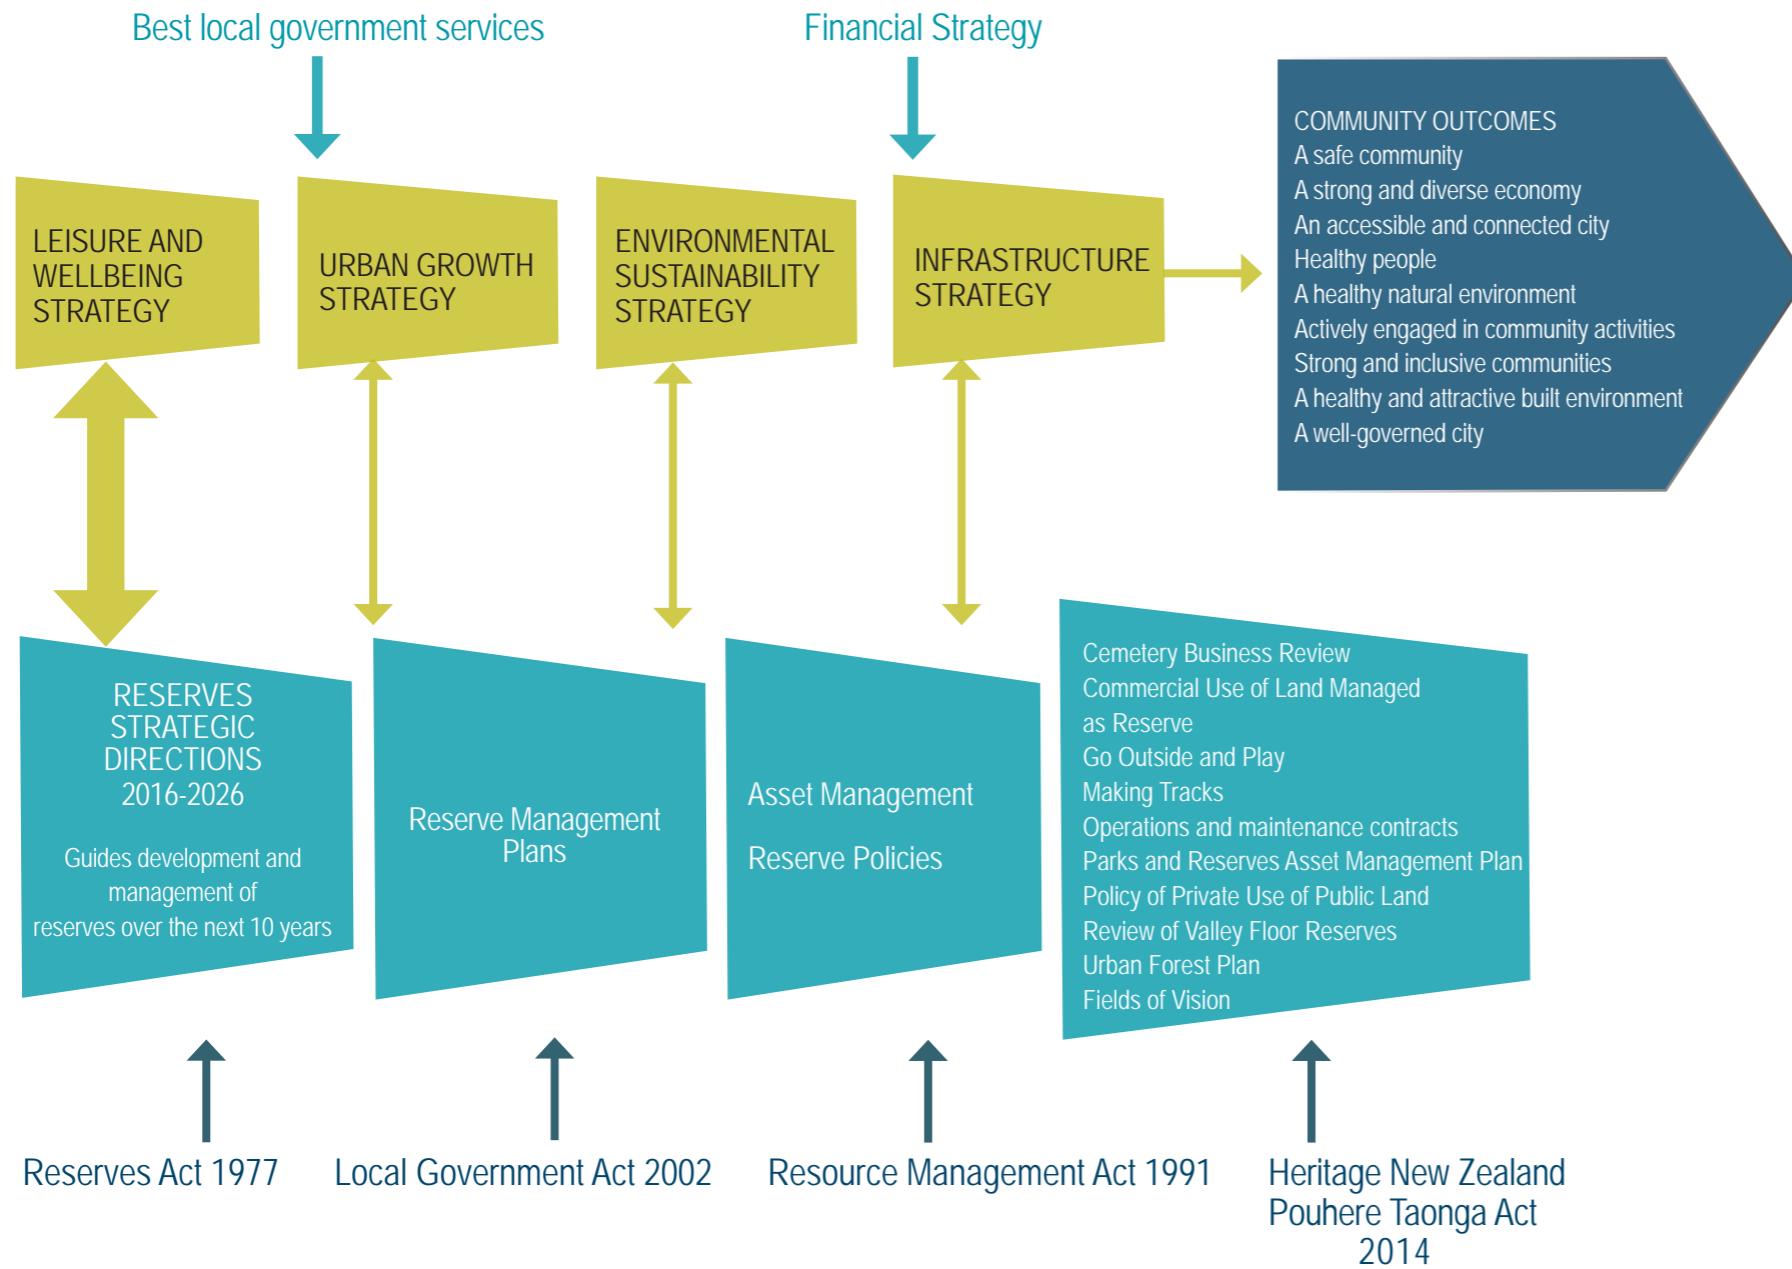 Best local government services
Financial Strategy
LEISURE AND
WELLBEING
STRATEGY
URBAN GROWTH
STRATEGY
ENVIRONMENTAL
SUSTAINABILITY
STRATEGY
INFRASTRUCTURE
STRATEGY
COMMUNITY OUTCOMES
A safe community
A strong and diverse economy
An accessible and connected city
Healthy people
A healthy natural environment
Actively engaged in community activities
Strong and inclusive communities
A healthy and attractive built environment
A well-governed city
RESERVES
STRATEGIC
DIRECTIONS
2016-2026
Guides development and
management of
reserves over the next 10 years
Reserve Management
Plans
Asset Management
Reserve Policies
Cemetery Business Review
Commercial Use of Land Managed
as Reserve
Go Outside and Play
Making Tracks
Operations and maintenance contracts
Parks and Reserves Asset Management Plan
Policy of Private Use of Public Land
Review of Valley Floor Reserves
Urban Forest Plan
Fields of Vision
Reserves Act 1977
Local Government Act 2002
Resource Management Act 1991
Heritage New Zealand
Pouhere Taonga Act
2014